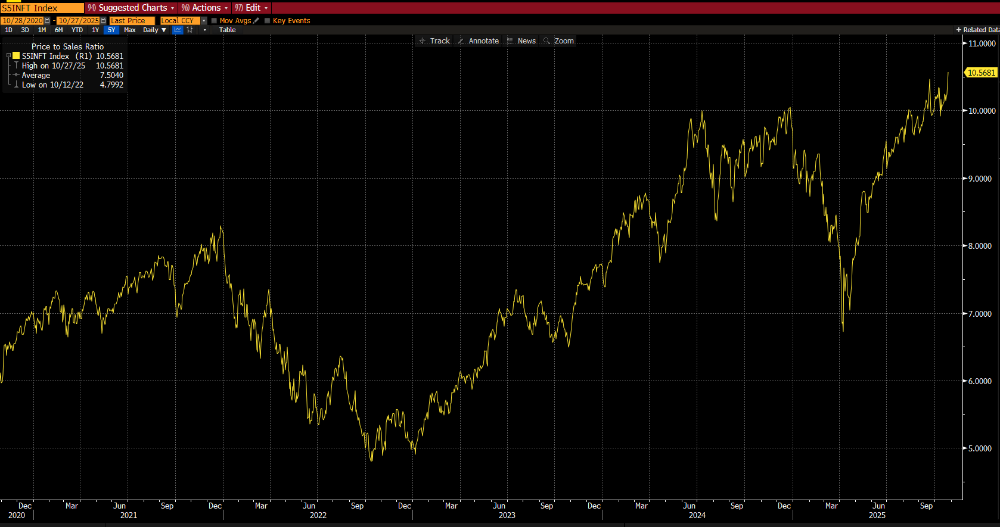 S5INFT Index 94) Suggested Charts 96) Actions 97) Edit
10/28/2020 - 10/27/2025 Last Price Local CCY Mov Avgs Key Events
1D 3D 1M 6M YTD 1Y 5Y Max Daily ▼ Table + Related Data
Track Annotate News Zoom
Price to Sales Ratio
S5INFT Index (R1) 10.5681
High on 10/27/25 10.5681
Average 7.5040
Low on 10/12/22 4.7992
11.0000
10.5681
10.0000
9.0000
8.0000
7.0000
6.0000
5.0000
Dec Mar Jun Sep Dec Mar Jun Sep Dec Mar Jun Sep Dec Mar Jun Sep Dec Mar Jun Sep
2020 2021 2022 2023 2024 2025